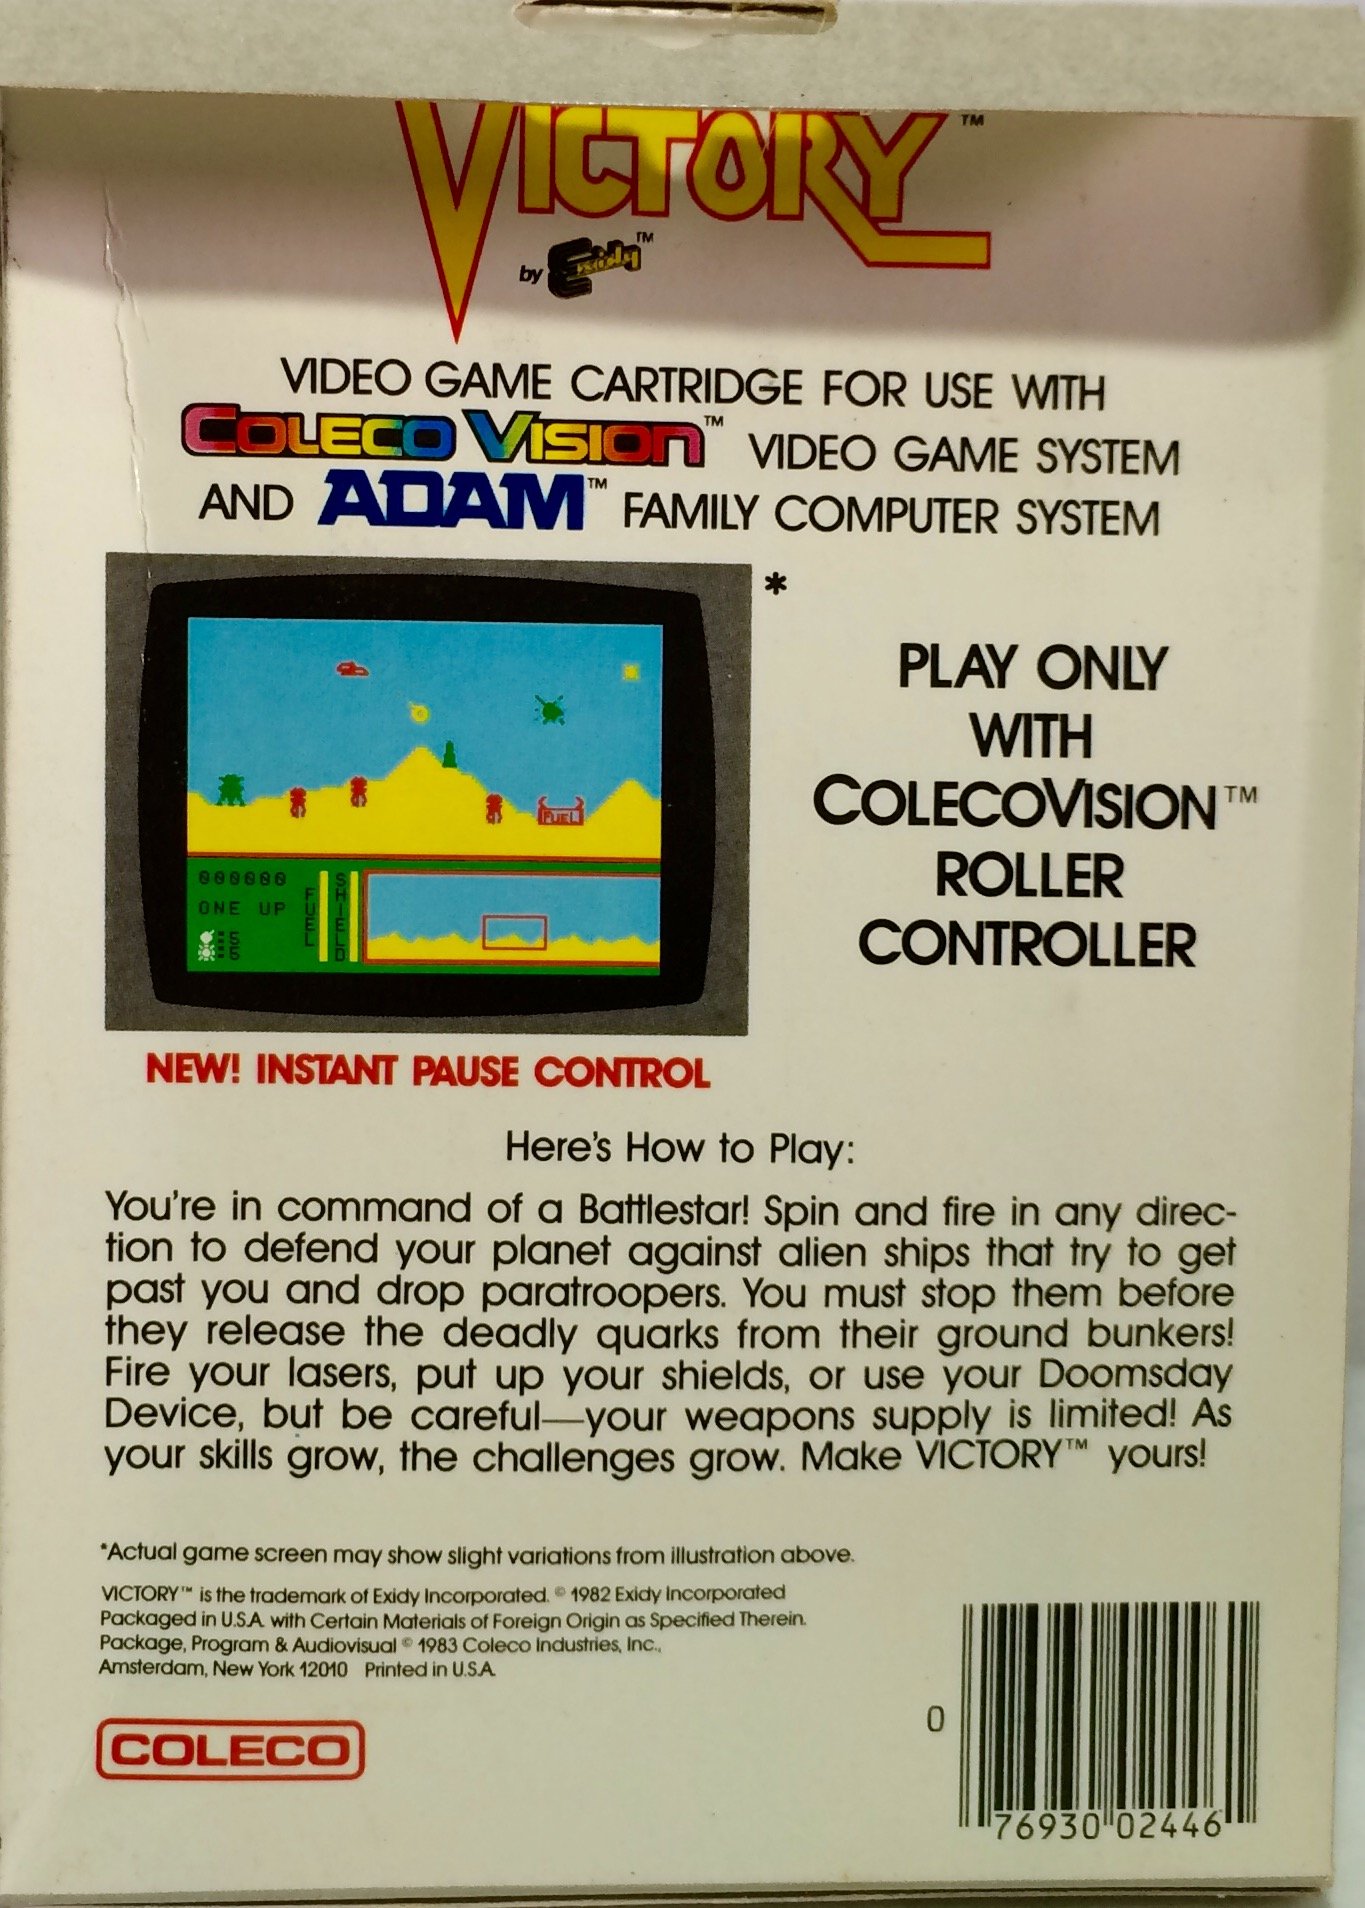 VICTORY™
by Exidy™
VIDEO GAME CARTRIDGE FOR USE WITH
COLECOVISION™ VIDEO GAME SYSTEM
AND ADAM™ FAMILY COMPUTER SYSTEM
*
FUEL
000000
ONE UP
FUEL
SHIELD
=5
=5
PLAY ONLY
WITH
COLECOVISION™
ROLLER
CONTROLLER
NEW! INSTANT PAUSE CONTROL
Here's How to Play:
You're in command of a Battlestar! Spin and fire in any direc-
tion to defend your planet against alien ships that try to get
past you and drop paratroopers. You must stop them before
they release the deadly quarks from their ground bunkers!
Fire your lasers, put up your shields, or use your Doomsday
Device, but be careful—your weapons supply is limited! As
your skills grow, the challenges grow. Make VICTORY™ yours!
*Actual game screen may show slight variations from illustration above.
VICTORY™ is the trademark of Exidy Incorporated. © 1982 Exidy Incorporated
Packaged in U.S.A. with Certain Materials of Foreign Origin as Specified Therein.
Package, Program & Audiovisual © 1983 Coleco Industries, Inc.,
Amsterdam, New York 12010 Printed in U.S.A.
COLECO
0 76930 02446